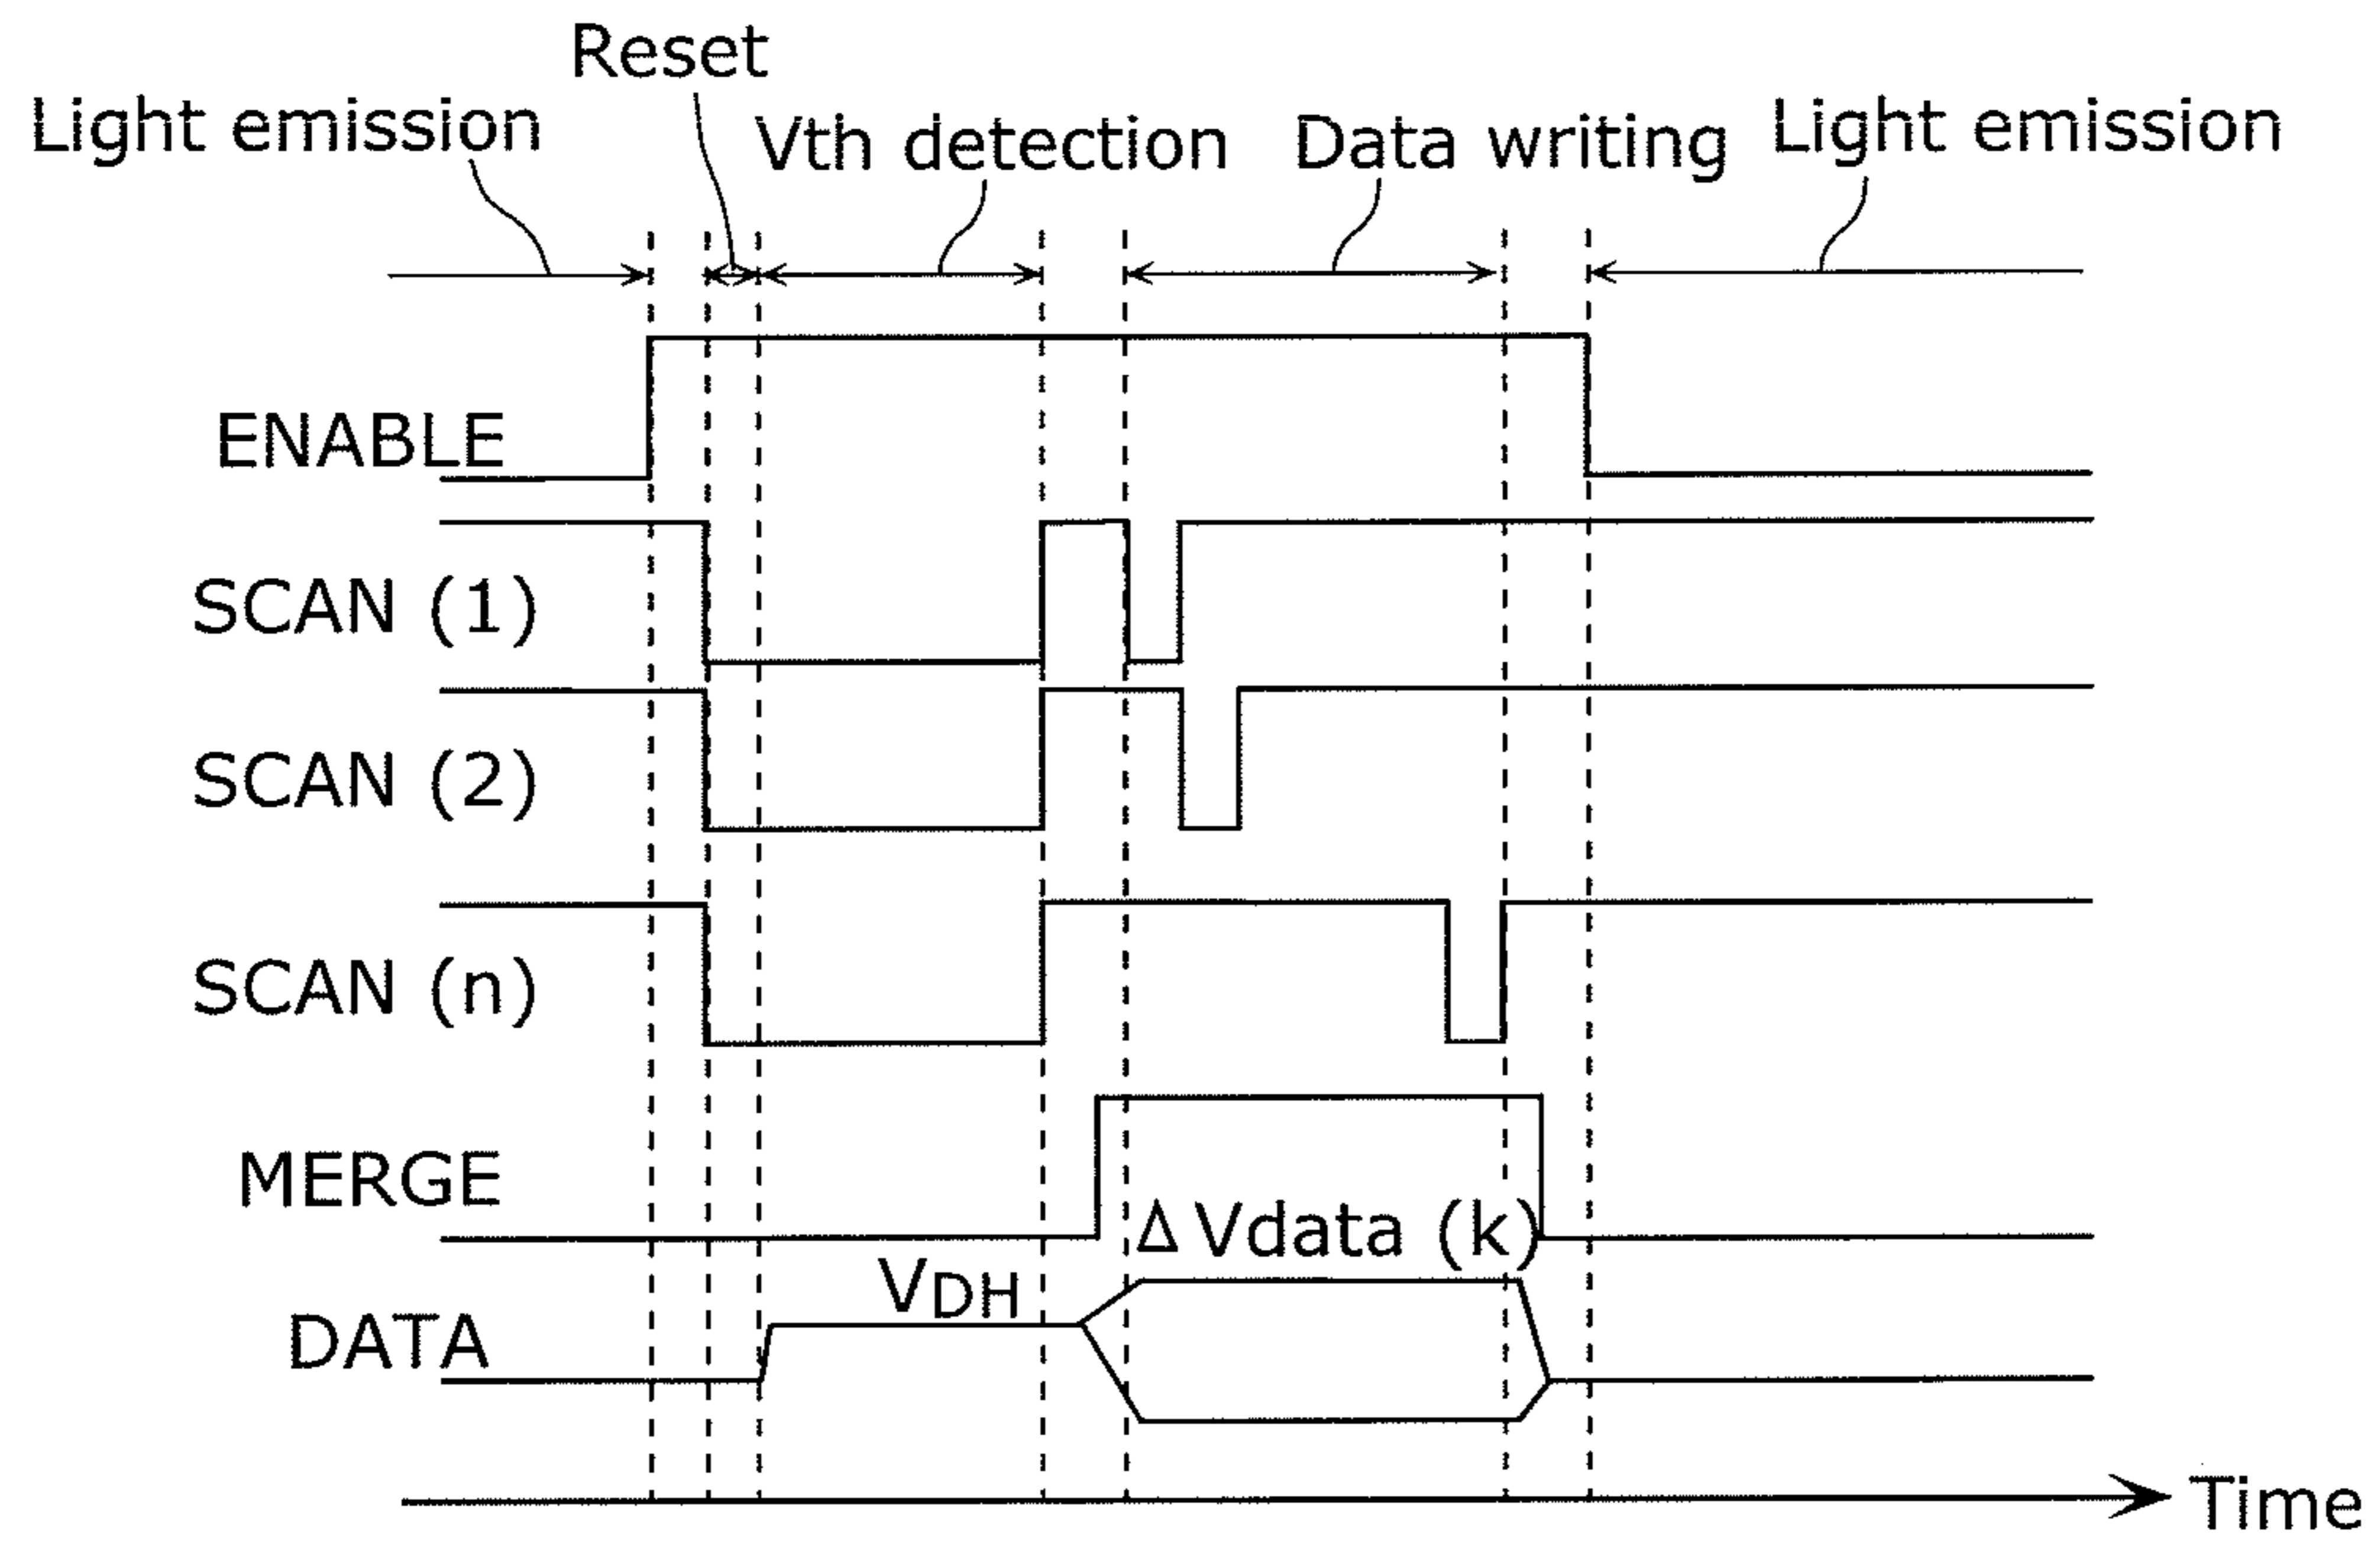 Reset
Light emission
Vth detection
Data writing
Light emission
ENABLE
SCAN (1)
SCAN (2)
SCAN (n)
MERGE
Δ Vdata (k)
VDH
DATA
Time